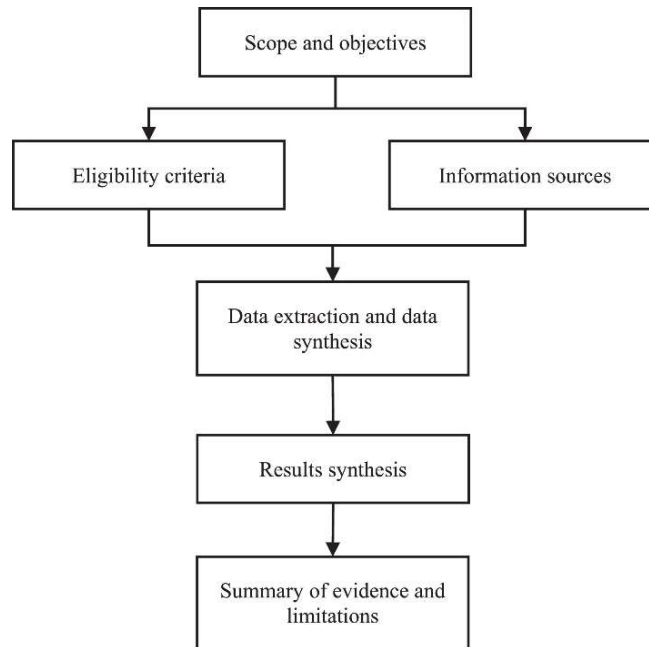 Scope and objectives
Eligibility criteria
Information sources
Data extraction and data
synthesis
Results synthesis
Summary of evidence and
limitations